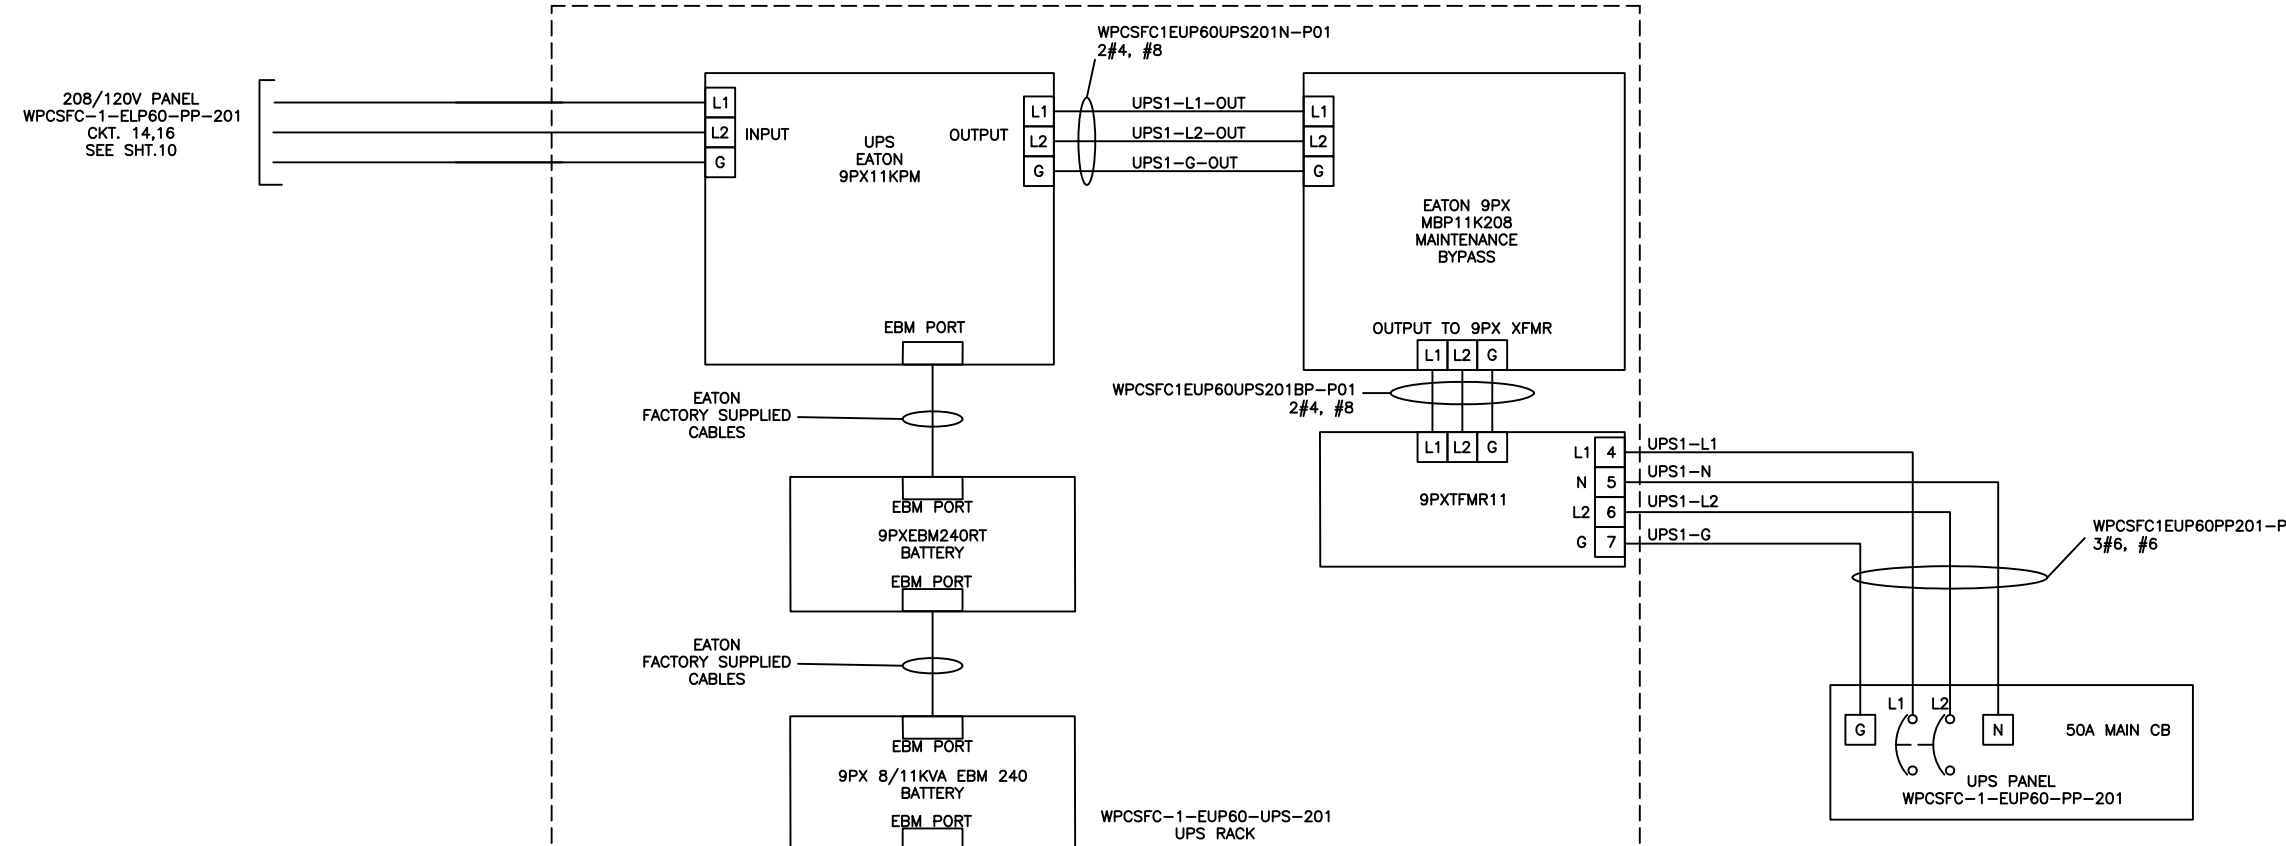 WPCSFC1EUP60UPS201N-P01
2#4, #8
208/120V PANEL
WPCSFC-1-ELP60-PP-201
CKT. 14,16
SEE SHT.10
L1
L2
G
INPUT
UPS
EATON
9PX11KPM
OUTPUT
L1
L2
G
UPS1-L1-OUT
UPS1-L2-OUT
UPS1-G-OUT
L1
L2
G
EATON 9PX
MBP11K208
MAINTENANCE
BYPASS
EBM PORT
OUTPUT TO 9PX XFMR
L1 L2 G
EATON
FACTORY SUPPLIED
CABLES
WPCSFC1EUP60UPS201BP-P01
2#4, #8
L1 L2 G
9PXTFMR11
L1 4 UPS1-L1
N 5 UPS1-N
L2 6 UPS1-L2
G 7 UPS1-G
WPCSFC1EUP60PP201-P
3#6, #6
EBM PORT
9PXEBM240RT
BATTERY
EBM PORT
EATON
FACTORY SUPPLIED
CABLES
EBM PORT
9PX 8/11KVA EBM 240
BATTERY
EBM PORT
WPCSFC-1-EUP60-UPS-201
UPS RACK
L1 L2
G N 50A MAIN CB
UPS PANEL
WPCSFC-1-EUP60-PP-201